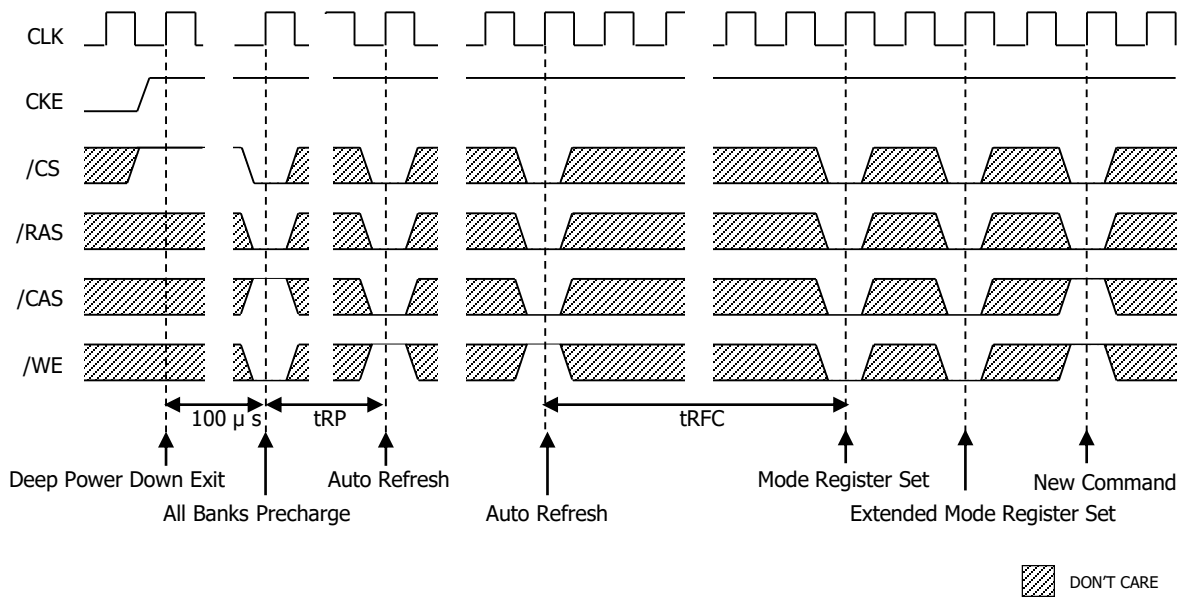 CLK
CKE
/CS
/RAS
/CAS
/WE
100 μ s
tRP
tRFC
Deep Power Down Exit
Auto Refresh
Mode Register Set
New Command
All Banks Precharge
Auto Refresh
Extended Mode Register Set
DON'T CARE